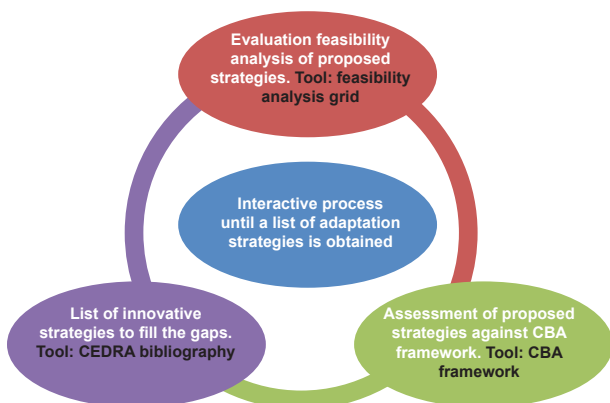 Evaluation feasibility
analysis of proposed
strategies. Tool: feasibility
analysis grid
Interactive process
until a list of adaptation
strategies is obtained
List of innovative
strategies to fill the gaps.
Tool: CEDRA bibliography
Assessment of proposed
strategies against CBA
framework. Tool: CBA
framework